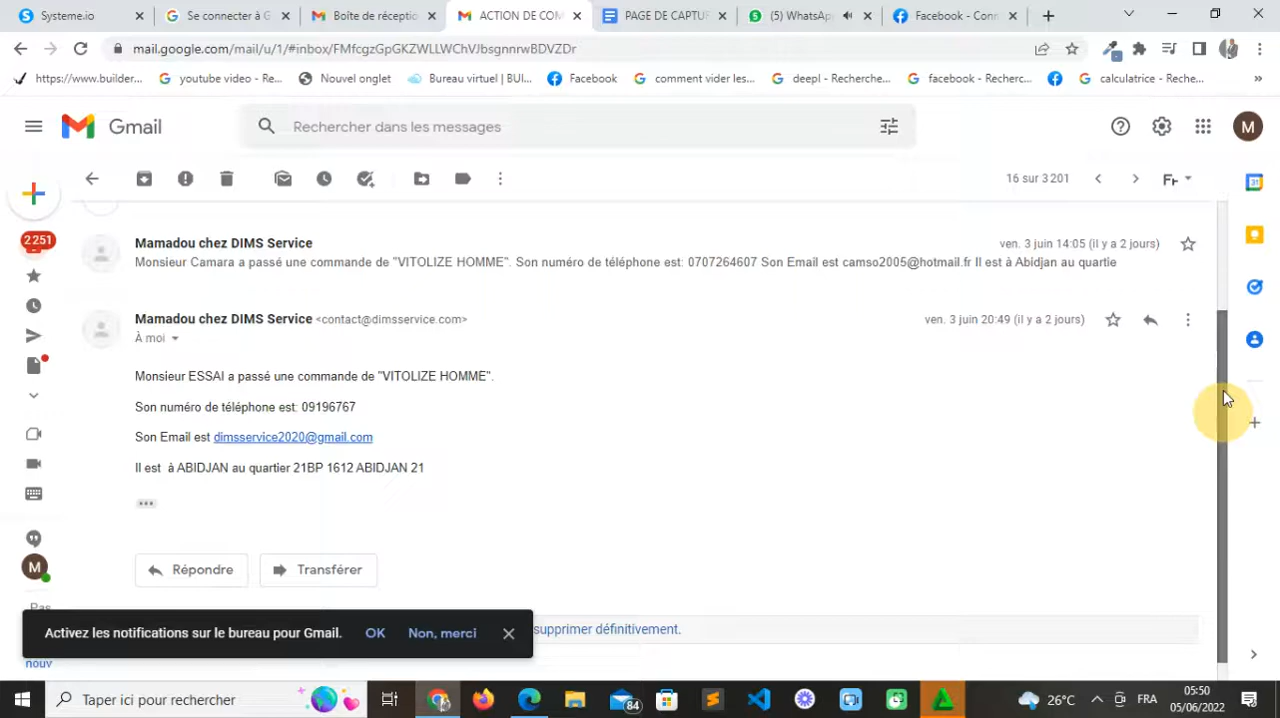 Systeme.io
Se connecter à G
Boîte de réceptio
ACTION DE COM
PAGE DE CAPTU
(5) WhatsApp
Facebook - Conn
mail.google.com/mail/u/1/#inbox/FMfcgzGpGKZWLLWChVJbsgnnrwBDVZDr
https://www.builder...
youtube video - Re...
Nouvel onglet
Bureau virtuel | BUI...
Facebook
comment vider les...
deepl - Recherche...
facebook - Recherc...
calculatrice - Reche...
»
Gmail
Rechercher dans les messages
M
16 sur 3 201
Fr
2 251
31
Mamadou chez DIMS Service
ven. 3 juin 14:05 (il y a 2 jours)
Monsieur Camara a passé une commande de "VITOLIZE HOMME". Son numéro de téléphone est: 0707264607 Son Email est camso2005@hotmail.fr Il est à Abidjan au quartie
Mamadou chez DIMS Service <contact@dimsservice.com>
ven. 3 juin 20:49 (il y a 2 jours)
À moi
Monsieur ESSAI a passé une commande de "VITOLIZE HOMME".
Son numéro de téléphone est: 09196767
Son Email est dimsservice2020@gmail.com
Il est à ABIDJAN au quartier 21BP 1612 ABIDJAN 21
Répondre
Transférer
M
Pas
Activez les notifications sur le bureau pour Gmail.
OK
Non, merci
supprimer définitivement.
nouv
Taper ici pour rechercher
84
26°C
FRA
05:50
05/06/2022